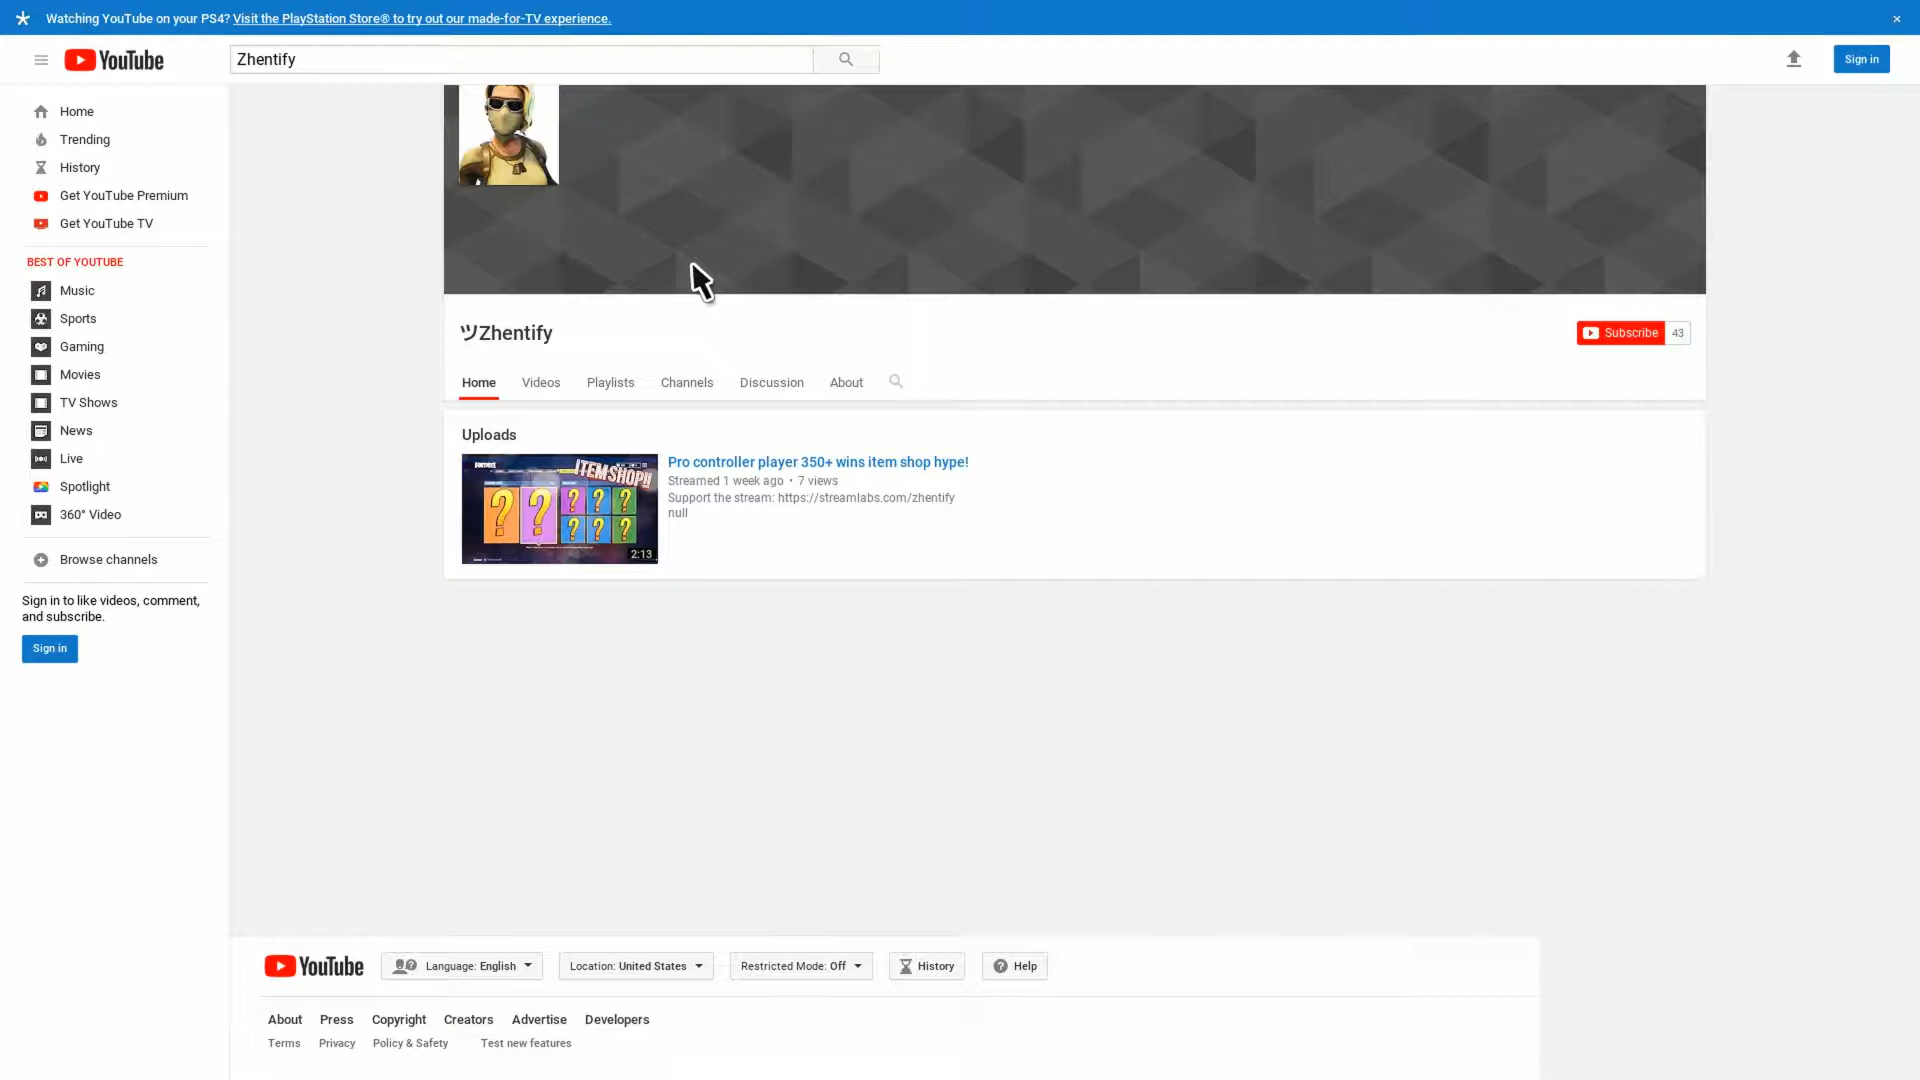 Watching YouTube on your PS4? Visit the PlayStation Store® to try out our made-for-TV experience.
×
YouTube
Zhentify
Sign in
Home
Trending
History
Get YouTube Premium
Get YouTube TV
BEST OF YOUTUBE
Music
Sports
Gaming
Movies
TV Shows
News
Live
Spotlight
360° Video
Browse channels
Sign in to like videos, comment,
and subscribe.
Sign in
ツZhentify
Subscribe 43
Home Videos Playlists Channels Discussion About
Uploads
FORTNITE
ITEM SHOP!!
? ? ? ? ?
? ? ?
2:13
Pro controller player 350+ wins item shop hype!
Streamed 1 week ago • 7 views
Support the stream: https://streamlabs.com/zhentify
null
YouTube Language: English Location: United States Restricted Mode: Off History Help
About Press Copyright Creators Advertise Developers
Terms Privacy Policy & Safety Test new features